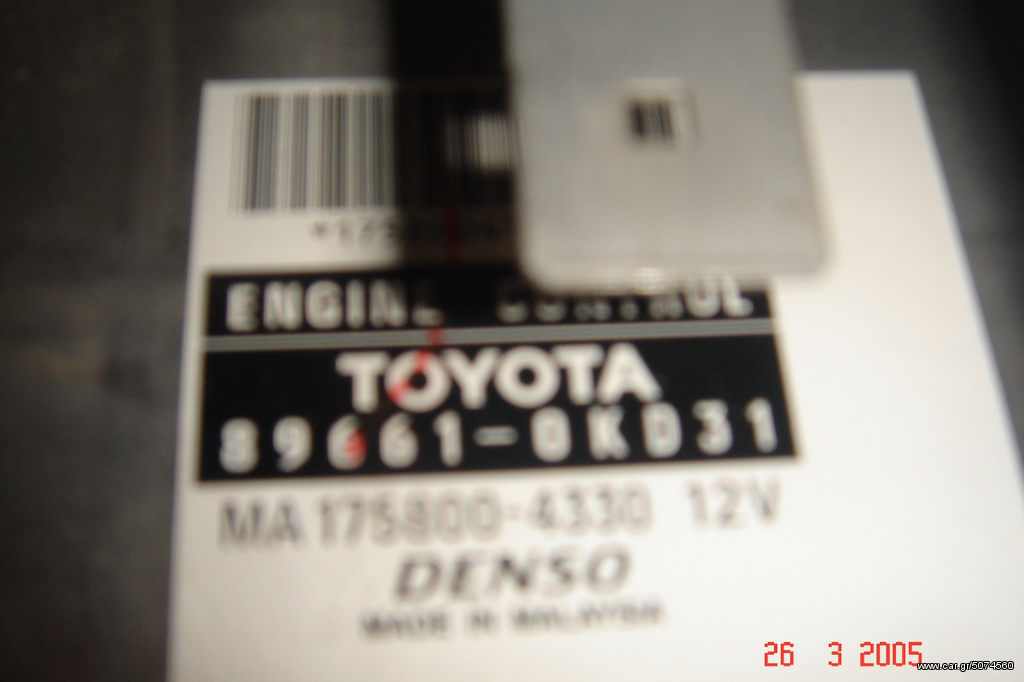 ENGINE CONTROL
TOYOTA
89661-0KD31
MA175800-4330 12V
DENSO
MADE IN MALAYSIA
26 3 2005
www.car.gr/5074560